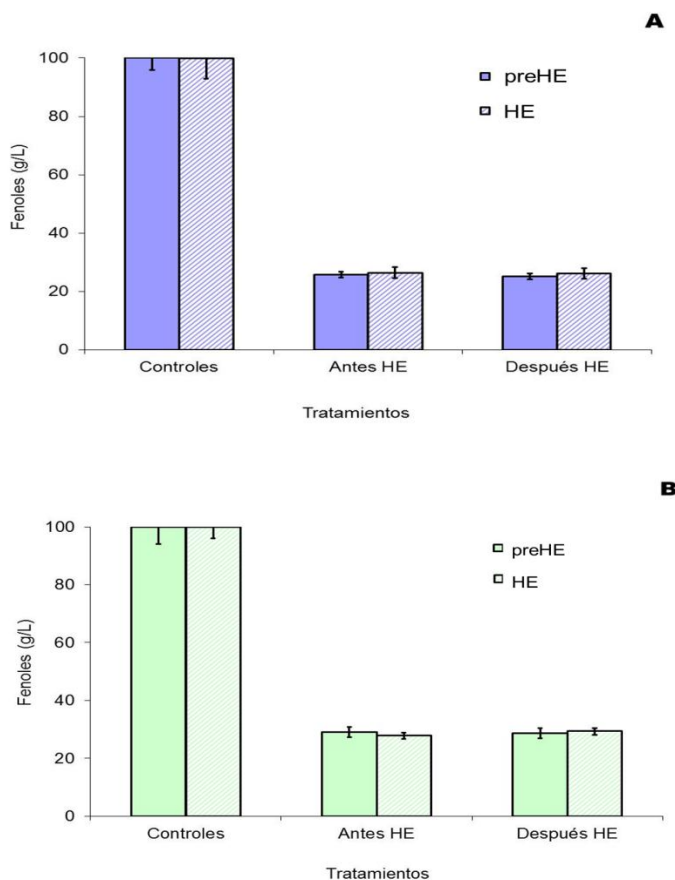 A
Fenoles (g/L)
100
80
60
40
20
0
preHE
HE
Controles Antes HE Después HE
Tratamientos
B
Fenoles (g/L)
100
80
60
40
20
0
preHE
HE
Controles Antes HE Después HE
Tratamientos